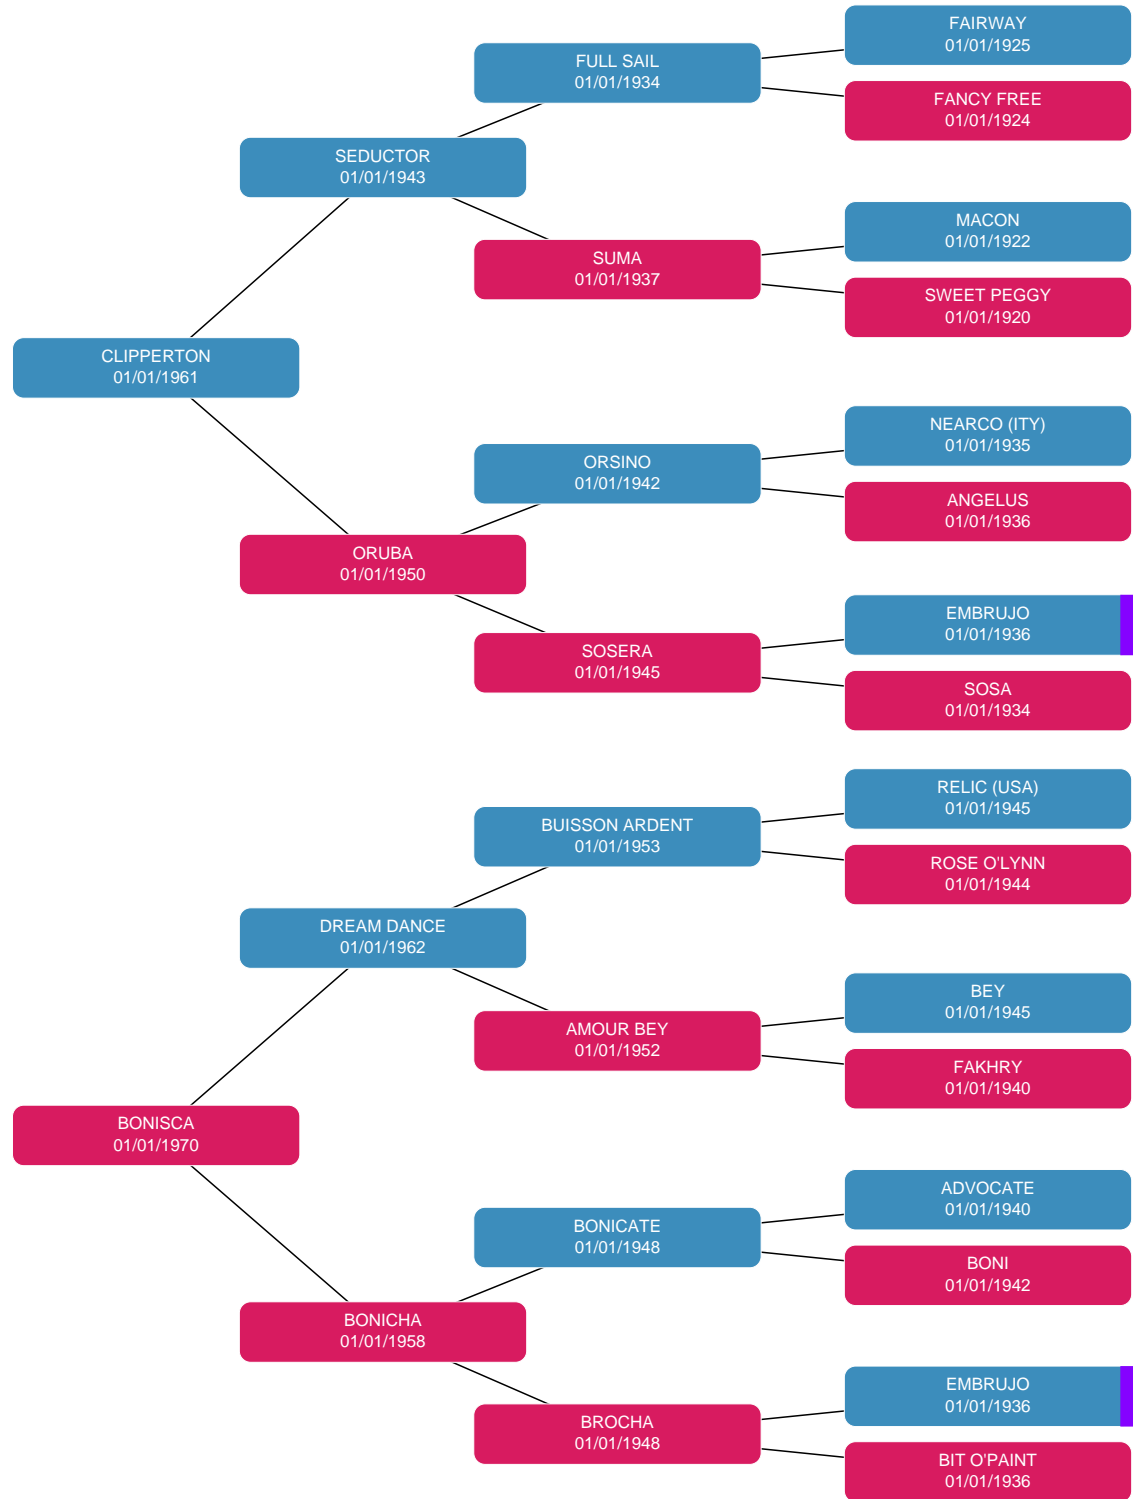 FAIRWAY
01/01/1925
FULL SAIL
01/01/1934
FANCY FREE
01/01/1924
SEDUCTOR
01/01/1943
MACON
01/01/1922
SUMA
01/01/1937
SWEET PEGGY
01/01/1920
CLIPPERTON
01/01/1961
NEARCO (ITY)
01/01/1935
ORSINO
01/01/1942
ANGELUS
01/01/1936
ORUBA
01/01/1950
EMBRUJO
01/01/1936
SOSERA
01/01/1945
SOSA
01/01/1934
RELIC (USA)
01/01/1945
BUISSON ARDENT
01/01/1953
ROSE O'LYNN
01/01/1944
DREAM DANCE
01/01/1962
BEY
01/01/1945
AMOUR BEY
01/01/1952
FAKHRY
01/01/1940
BONISCA
01/01/1970
ADVOCATE
01/01/1940
BONICATE
01/01/1948
BONI
01/01/1942
BONICHA
01/01/1958
EMBRUJO
01/01/1936
BROCHA
01/01/1948
BIT O'PAINT
01/01/1936